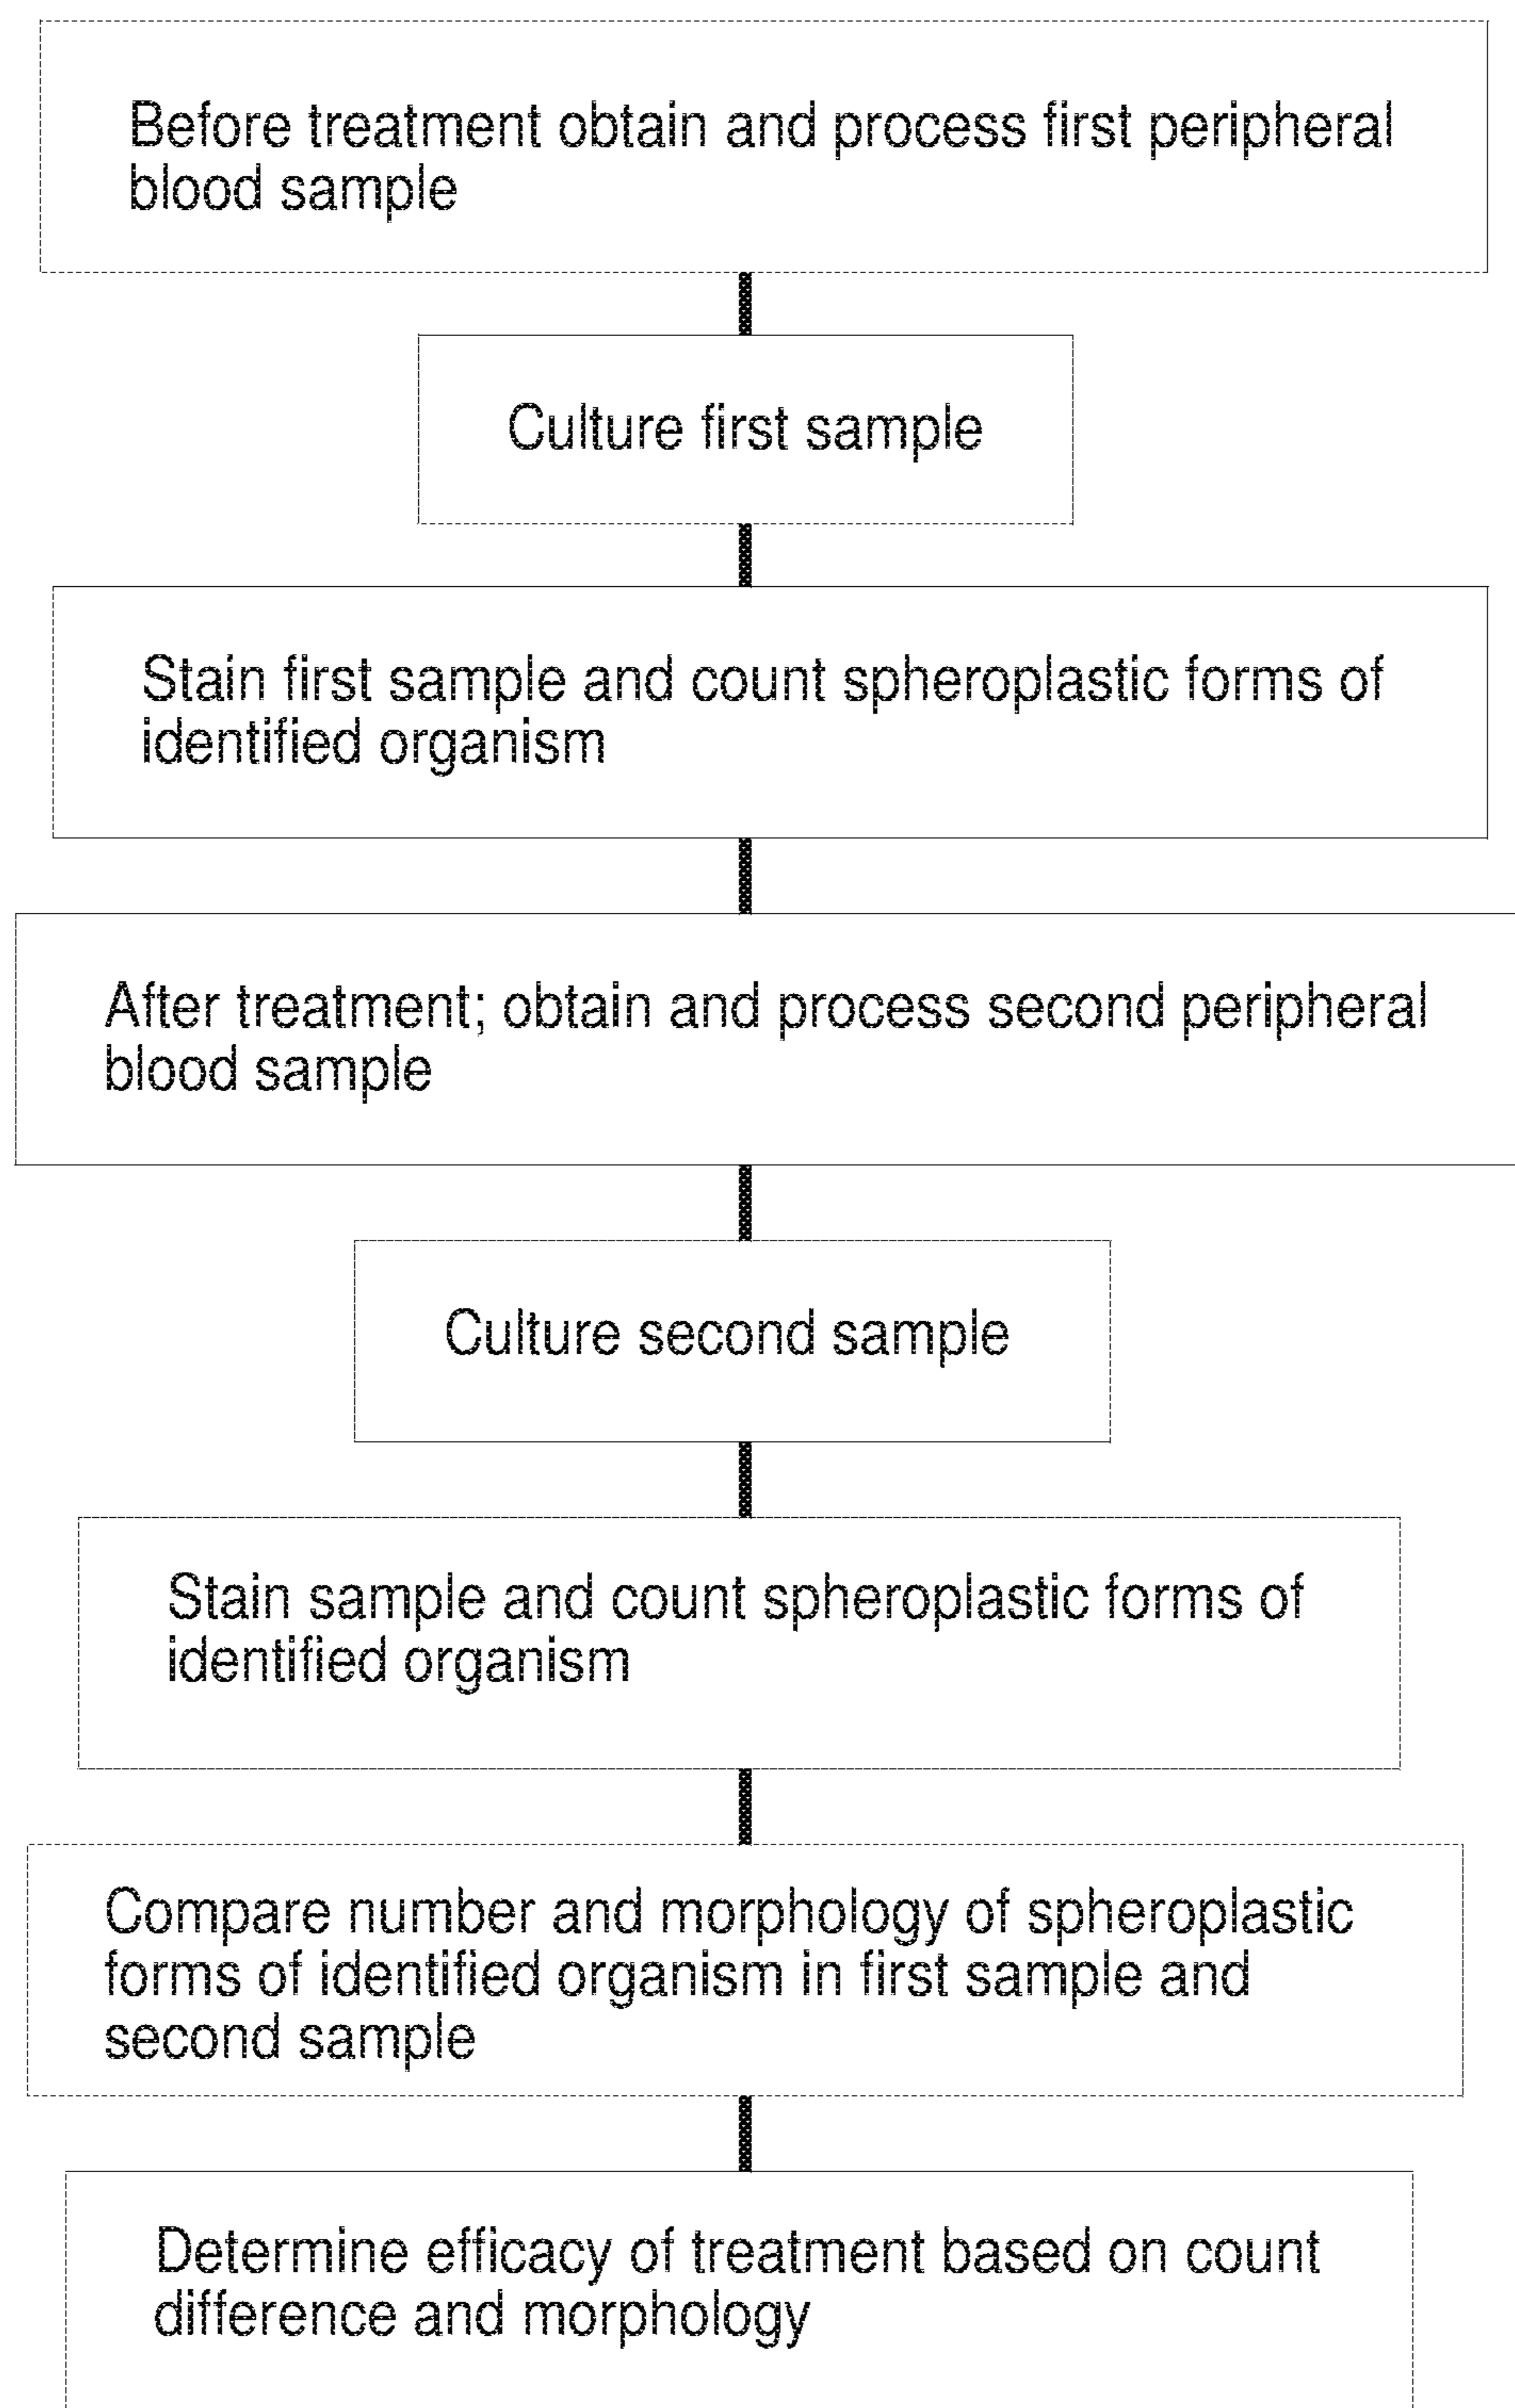 Before treatment obtain and process first peripheral
blood sample
Culture first sample
Stain first sample and count spheroplastic forms of
identified organism
After treatment; obtain and process second peripheral
blood sample
Culture second sample
Stain sample and count spheroplastic forms of
identified organism
Compare number and morphology of spheroplastic
forms of identified organism in first sample and
second sample
Determine efficacy of treatment based on count
difference and morphology